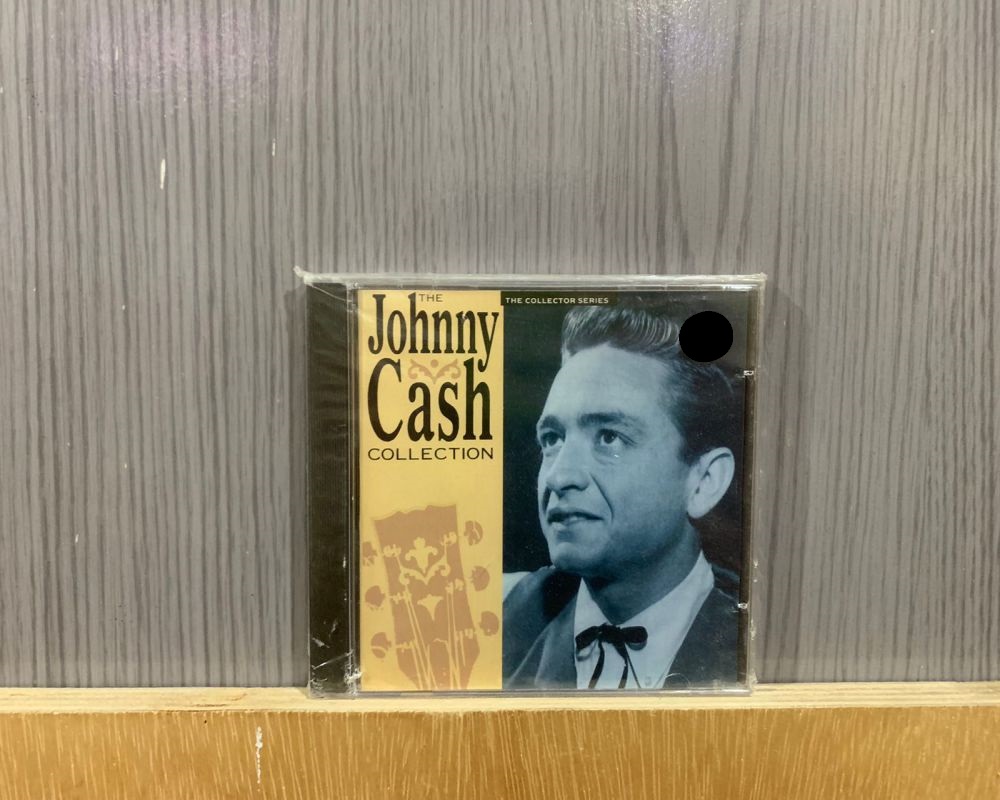 THE
Johnny
Cash
COLLECTION
THE COLLECTOR SERIES